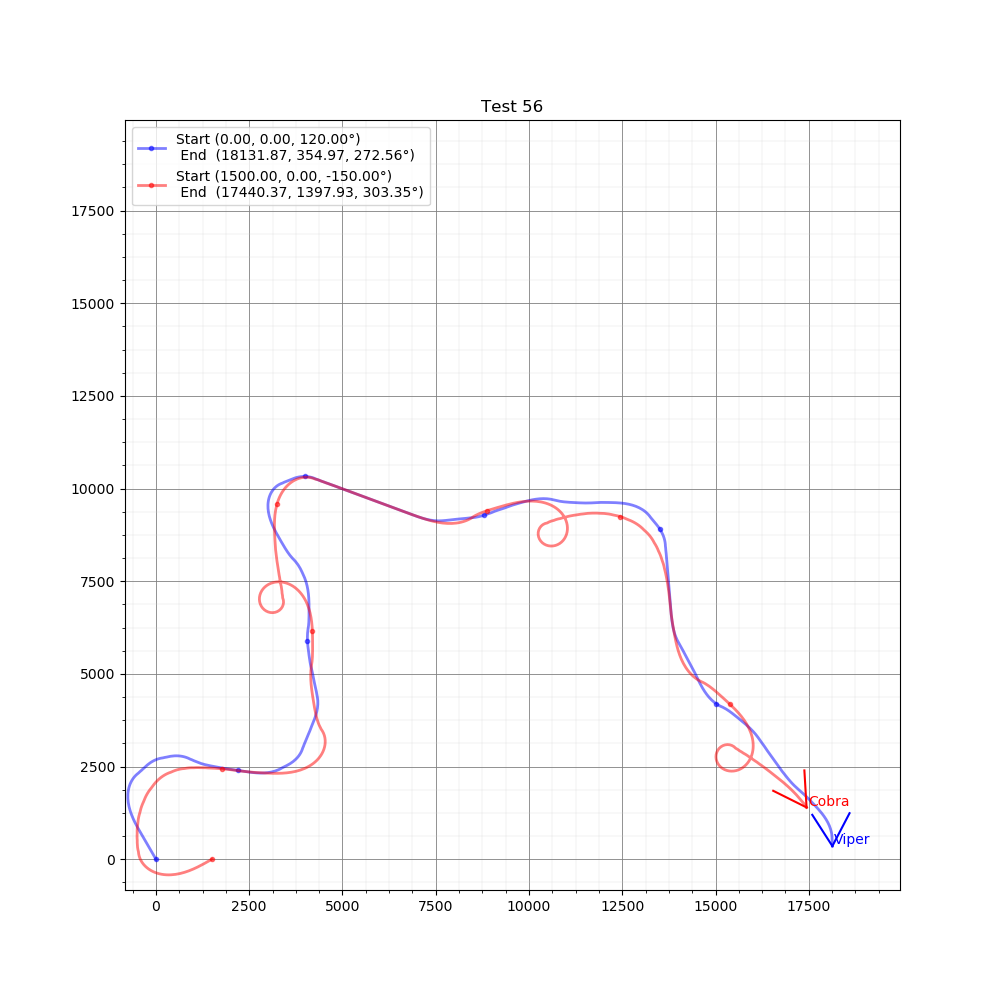 Test 56
Start (0.00, 0.00, 120.00°)
End  (18131.87, 354.97, 272.56°)
Start (1500.00, 0.00, -150.00°)
End  (17440.37, 1397.93, 303.35°)
17500
15000
12500
10000
7500
5000
2500
0
Cobra
Viper
0 2500 5000 7500 10000 12500 15000 17500